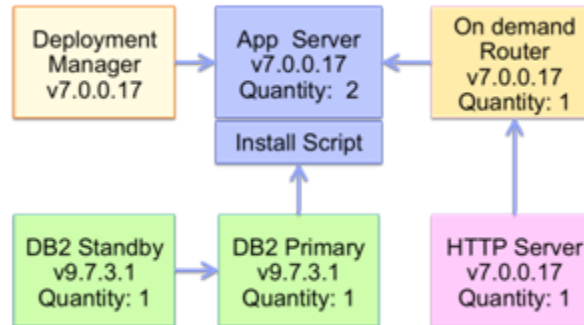 Deployment
Manager
v7.0.0.17
App Server
v7.0.0.17
Quantity: 2
Install Script
On demand
Router
v7.0.0.17
Quantity: 1
DB2 Standby
v9.7.3.1
Quantity: 1
DB2 Primary
v9.7.3.1
Quantity: 1
HTTP Server
v7.0.0.17
Quantity: 1